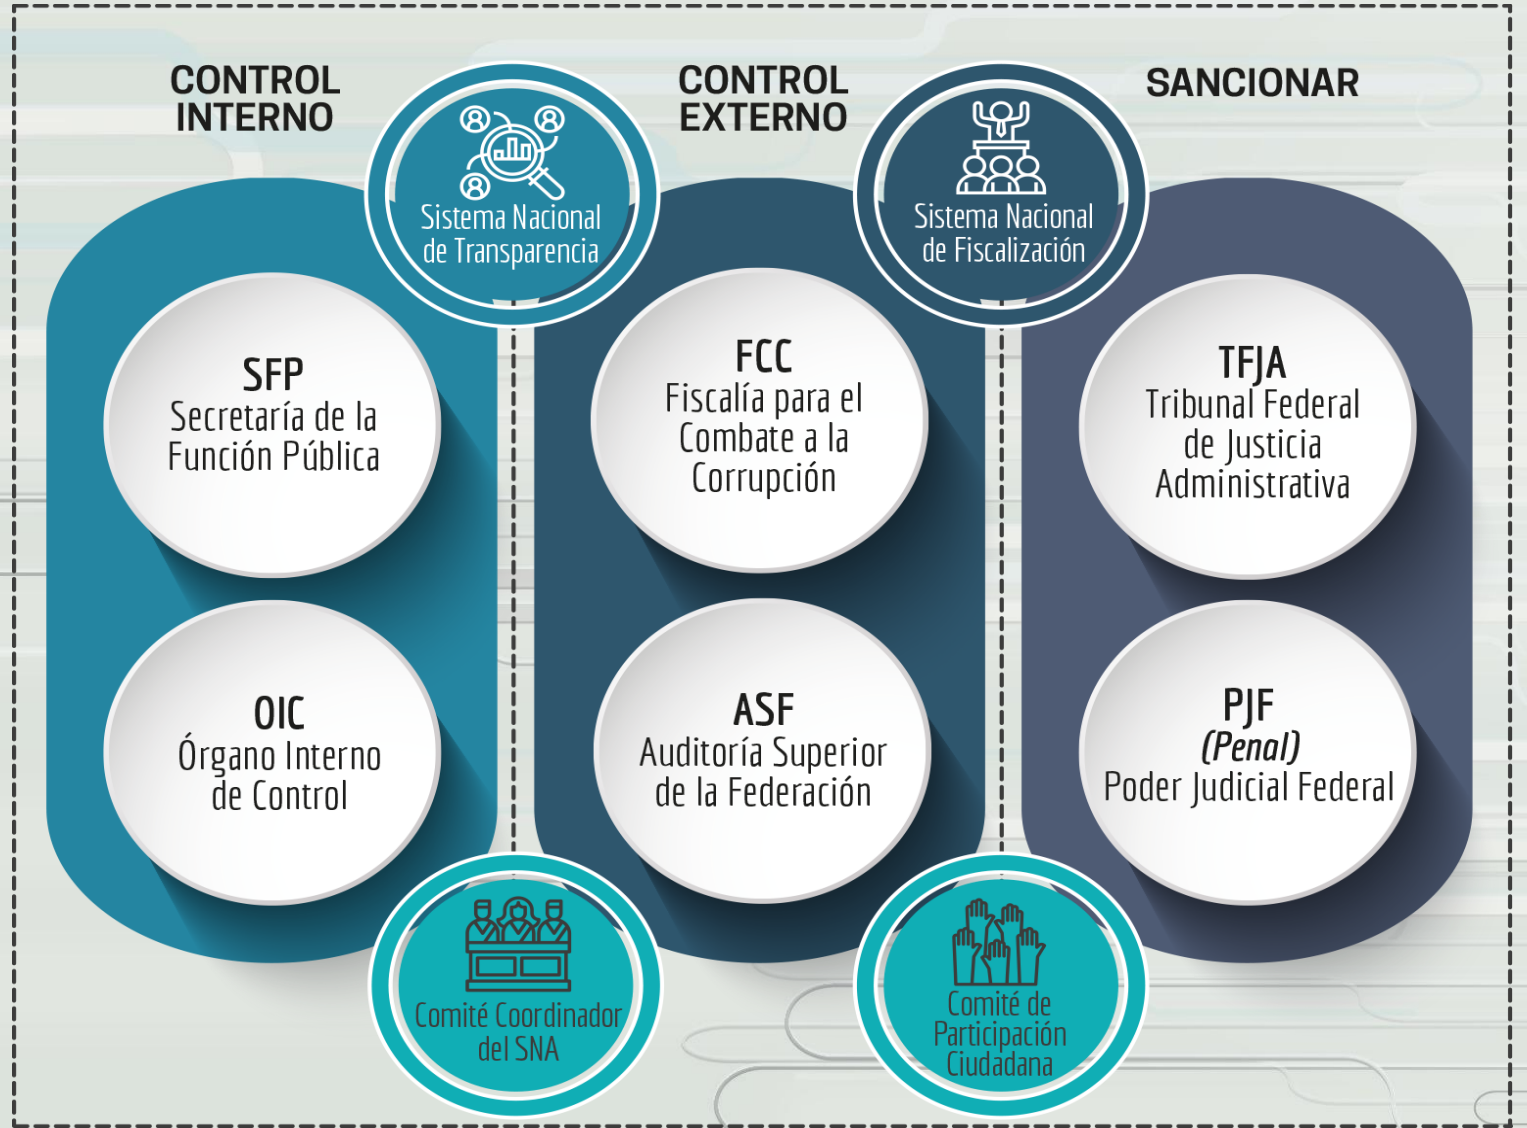 CONTROL
INTERNO
Sistema Nacional
de Transparencia
CONTROL
EXTERNO
Sistema Nacional
de Fiscalización
SANCIONAR
SFP
Secretaría de la
Función Pública
OIC
Órgano Interno
de Control
FCC
Fiscalía para el
Combate a la
Corrupción
ASF
Auditoría Superior
de la Federación
TFJA
Tribunal Federal
de Justicia
Administrativa
PJF
(Penal)
Poder Judicial Federal
Comité Coordinador
del SNA
Comité de
Participación
Ciudadana